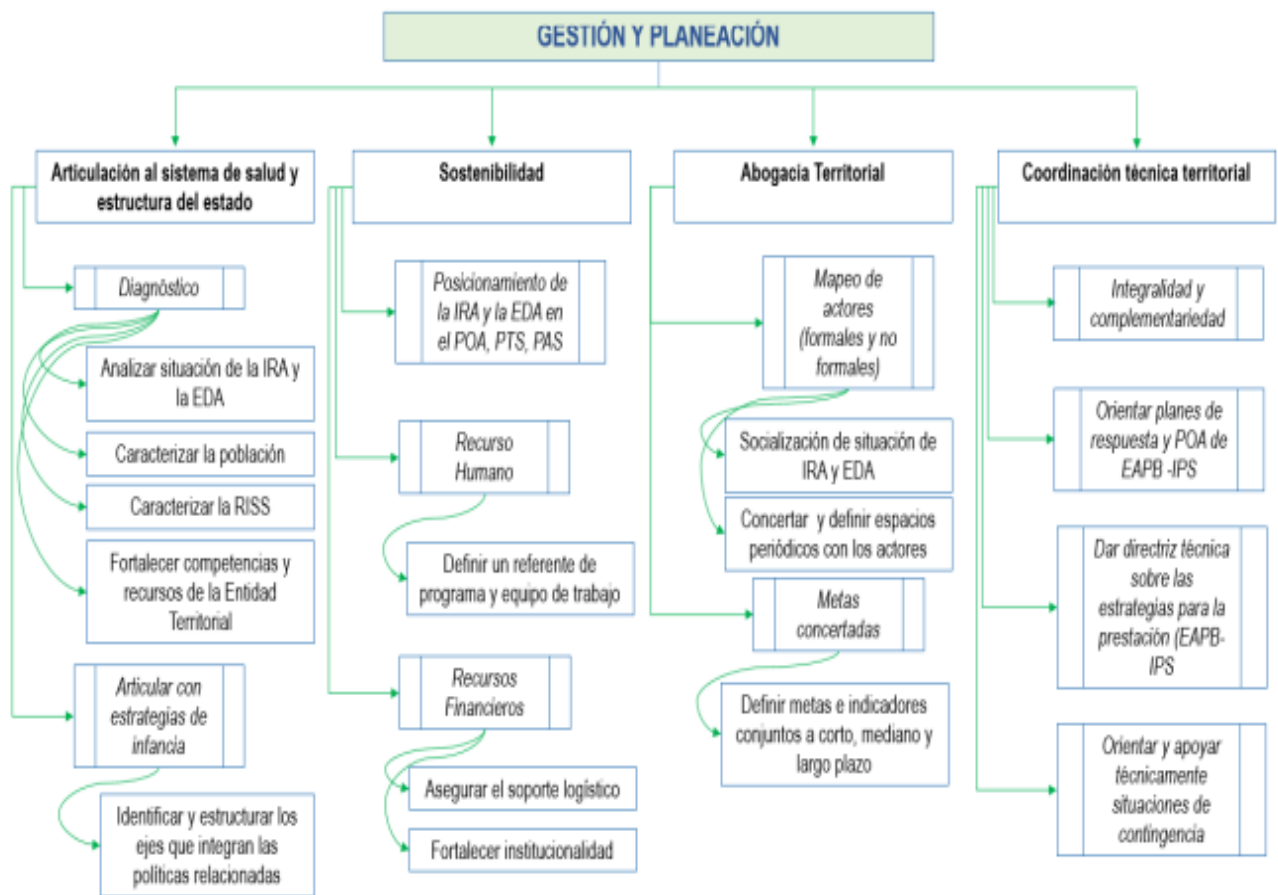 GESTIÓN Y PLANEACIÓN
Articulación al sistema de salud y
estructura del estado
Diagnóstico
Analizar situación de la IRA y
la EDA
Caracterizar la población
Caracterizar la RISS
Fortalecer competencias y
recursos de la Entidad
Territorial
Articular con
estrategias de
infancia
Identificar y estructurar los
ejes que integran las
políticas relacionadas
Sostenibilidad
Posicionamiento de
la IRA y la EDA en
el POA, PTS, PAS
Recurso
Humano
Definir un referente de
programa y equipo de trabajo
Recursos
Financieros
Asegurar el soporte logístico
Fortalecer institucionalidad
Abogacia Territorial
Mapeo de
actores
(formales y no
formales)
Socialización de situación de
IRA y EDA
Concertar y definir espacios
periódicos con los actores
Metas
concertadas
Definir metas e indicadores
conjuntos a corto, mediano y
largo plazo
Coordinación técnica territorial
Integralidad y
complementariedad
Orientar planes de
respuesta y POA de
EAPB -IPS
Dar directriz técnica
sobre las
estrategias para la
prestación (EAPB-
IPS
Orientar y apoyar
técnicamente
situaciones de
contingencia